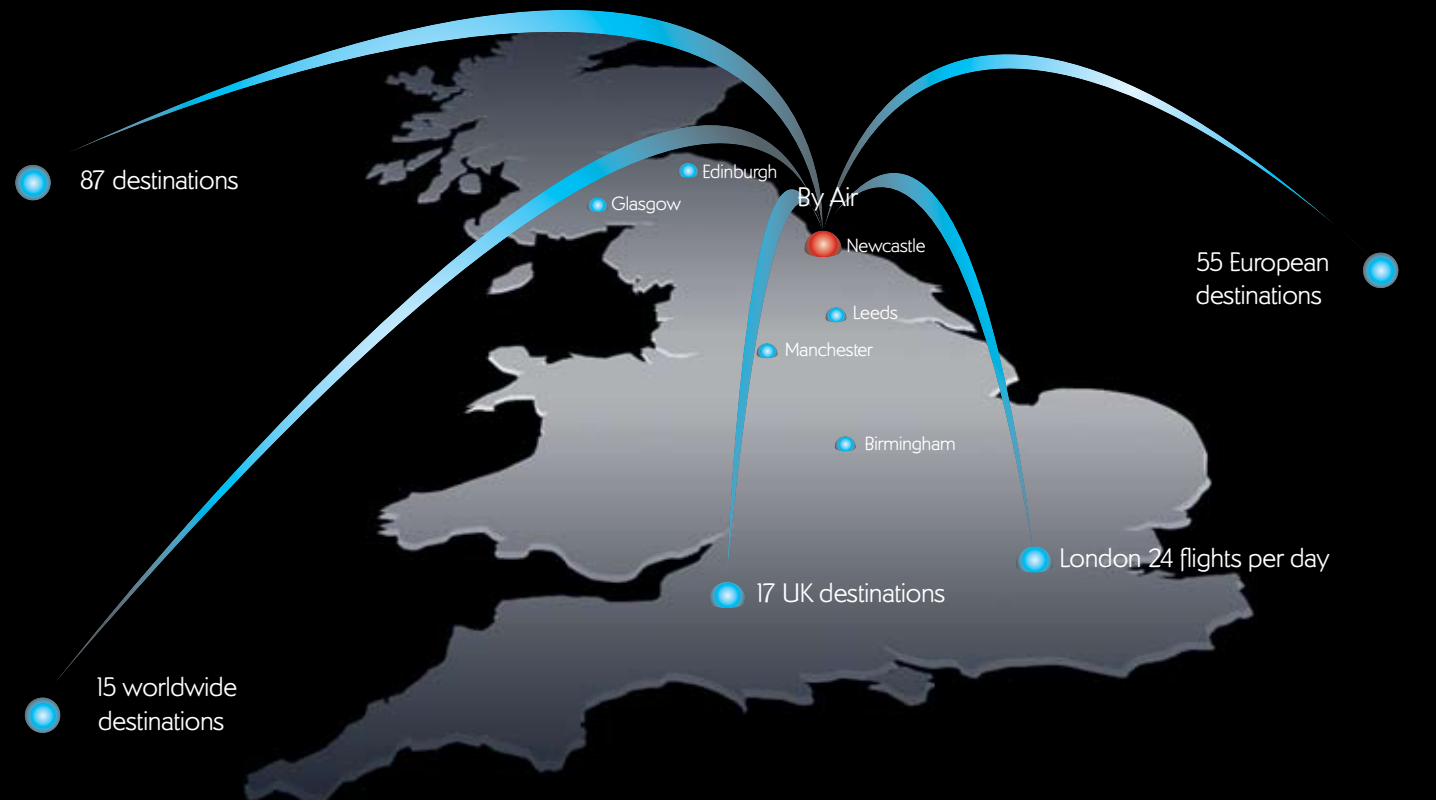 Edinburgh
87 destinations
By Air
Glasgow
Newcastle
55 European
destinations
Leeds
Manchester
Birmingham
London 24 flights per day
17 UK destinations
15 worldwide
destinations